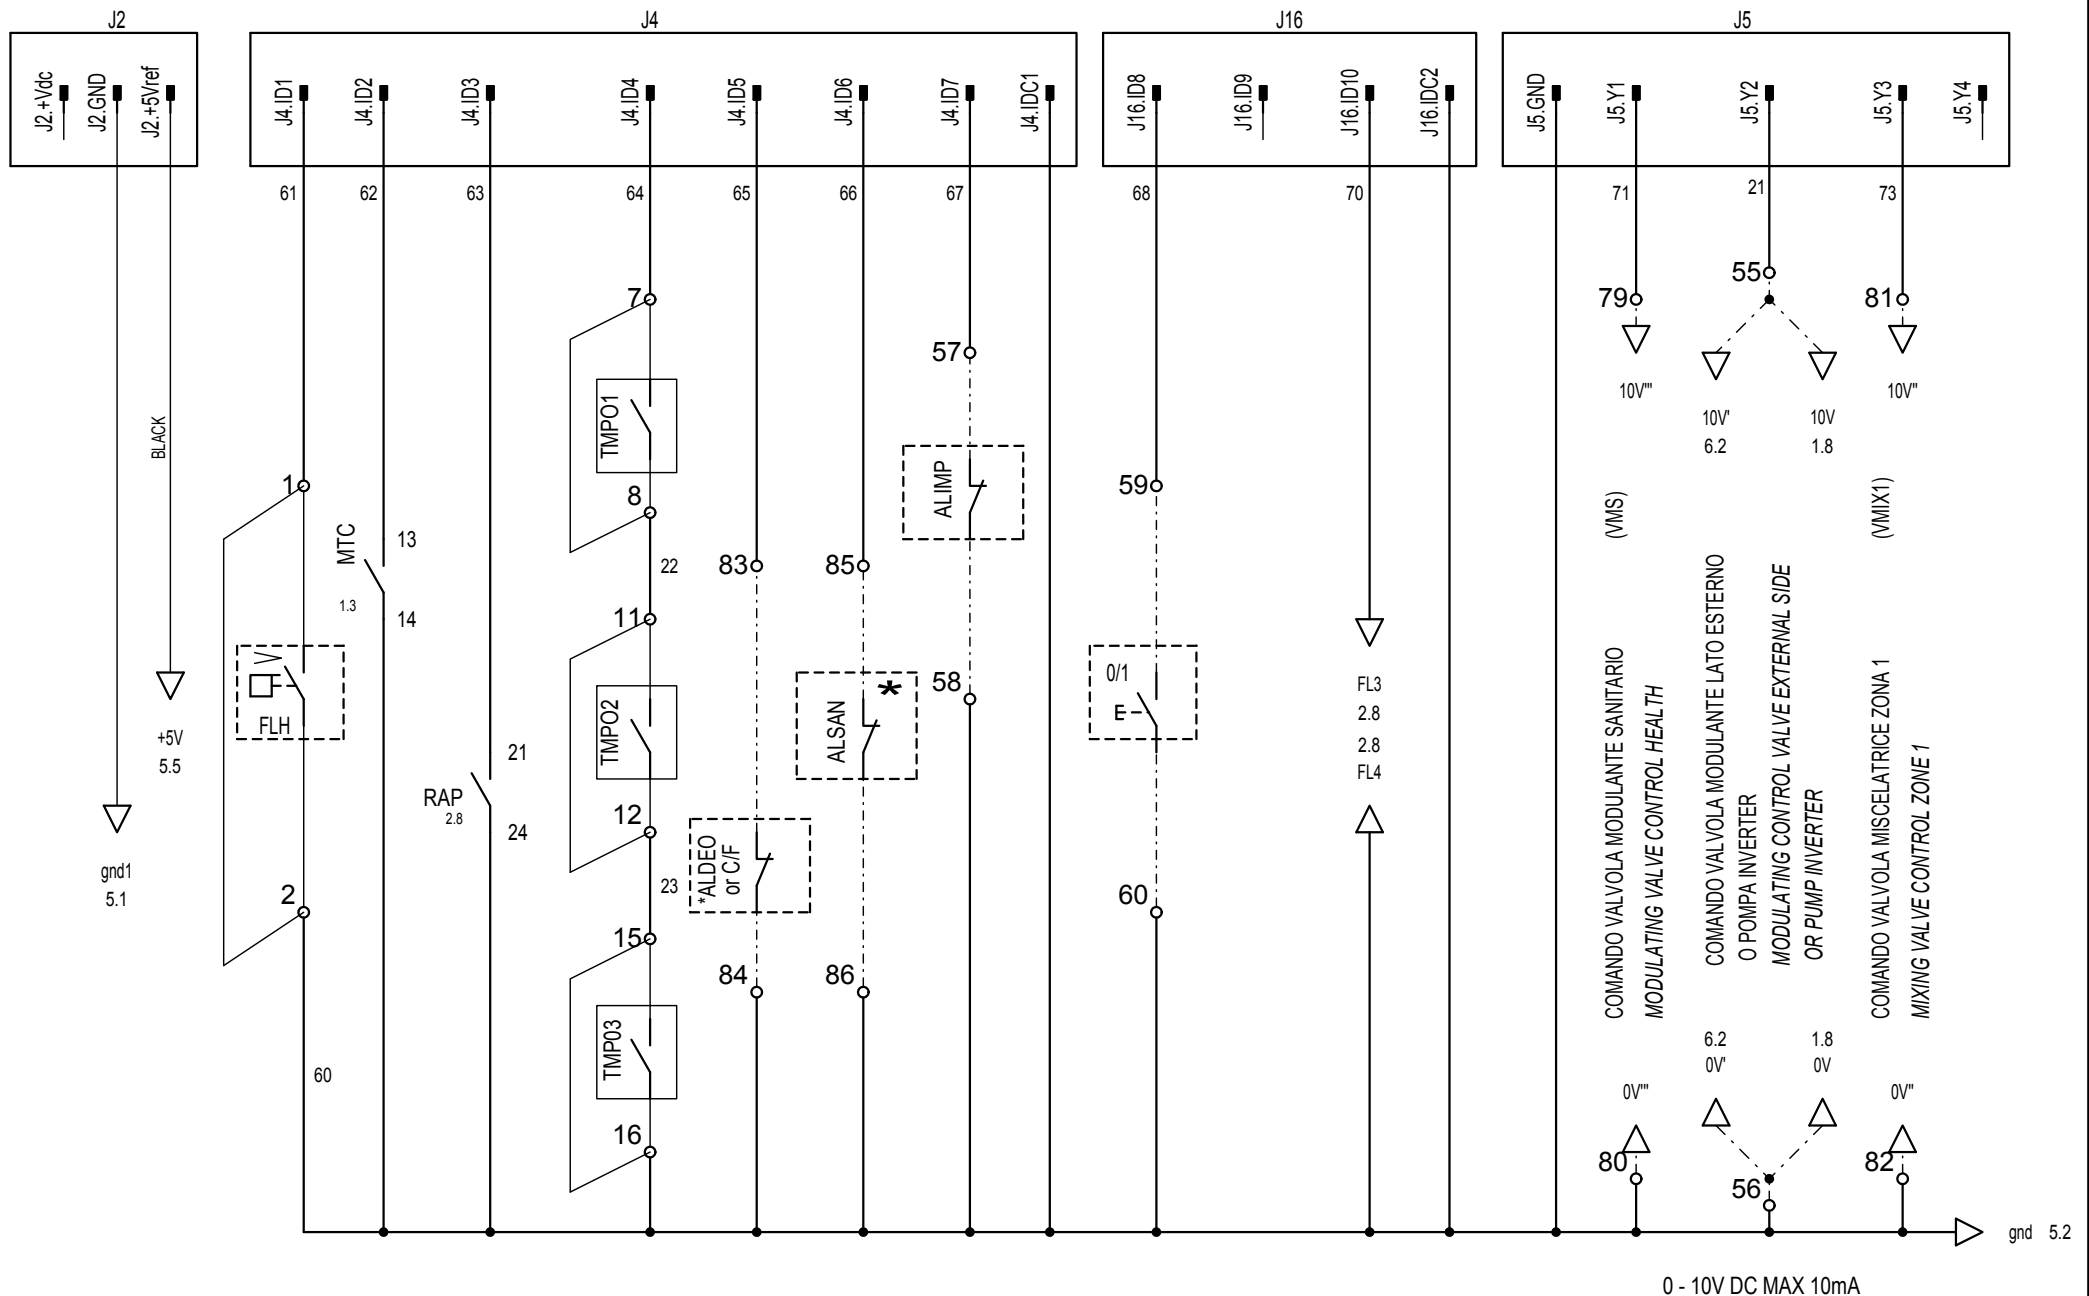 J2
J4
J16
J5
J2.+Vdc
J2.GND
J2.+5Vref
J4.ID1
J4.ID2
J4.ID3
J4.ID4
J4.ID5
J4.ID6
J4.ID7
J4.IDC1
J16.ID8
J16.ID9
J16.ID10
J16.IDC2
J5.GND
J5.Y1
J5.Y2
J5.Y3
J5.Y4
61
62
63
64
65
66
67
68
70
71
21
73
BLACK
+5V
5.5
gnd1
5.1
1
FLH
2
60
MTC
1.3
13
14
RAP
2.8
21
24
7
TMPO1
8
22
11
TMPO2
12
23
15
TMP03
16
83
*ALDEO
or C/F
84
85
ALSAN
*
86
57
ALIMP
58
59
0/1
E
60
FL3
2.8
2.8
FL4
79
10V'''
55
10V'
6.2
10V
1.8
81
10V''
(VMS)
(VMIX1)
COMANDO VALVOLA MODULANTE SANITARIO
MODULATING VALVE CONTROL HEALTH
COMANDO VALVOLA MODULANTE LATO ESTERNO
O POMPA INVERTER
MODULATING CONTROL VALVE EXTERNAL SIDE
OR PUMP INVERTER
COMANDO VALVOLA MISCELATRICE ZONA 1
MIXING VALVE CONTROL ZONE 1
0V'''
80
6.2
0V'
1.8
0V
56
0V''
82
gnd 5.2
0 - 10V DC MAX 10mA